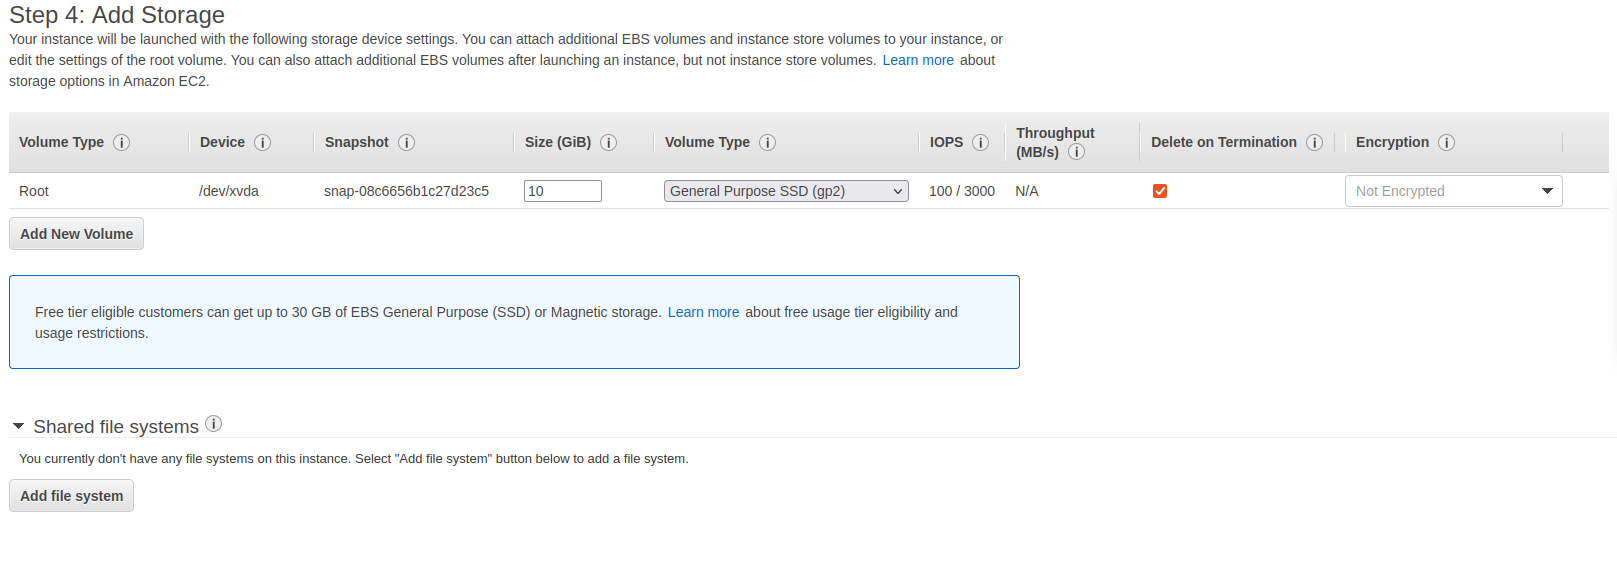 Step 4: Add Storage
Your instance will be launched with the following storage device settings. You can attach additional EBS volumes and instance store volumes to your instance, or
edit the settings of the root volume. You can also attach additional EBS volumes after launching an instance, but not instance store volumes. Learn more about
storage options in Amazon EC2.
Volume Type Device Snapshot Size (GiB) Volume Type IOPS Throughput (MB/s) Delete on Termination Encryption
Root /dev/xvda snap-08c6656b1c27d23c5 10 General Purpose SSD (gp2) 100 / 3000 N/A Not Encrypted
Add New Volume
Free tier eligible customers can get up to 30 GB of EBS General Purpose (SSD) or Magnetic storage. Learn more about free usage tier eligibility and
usage restrictions.
Shared file systems
You currently don't have any file systems on this instance. Select "Add file system" button below to add a file system.
Add file system